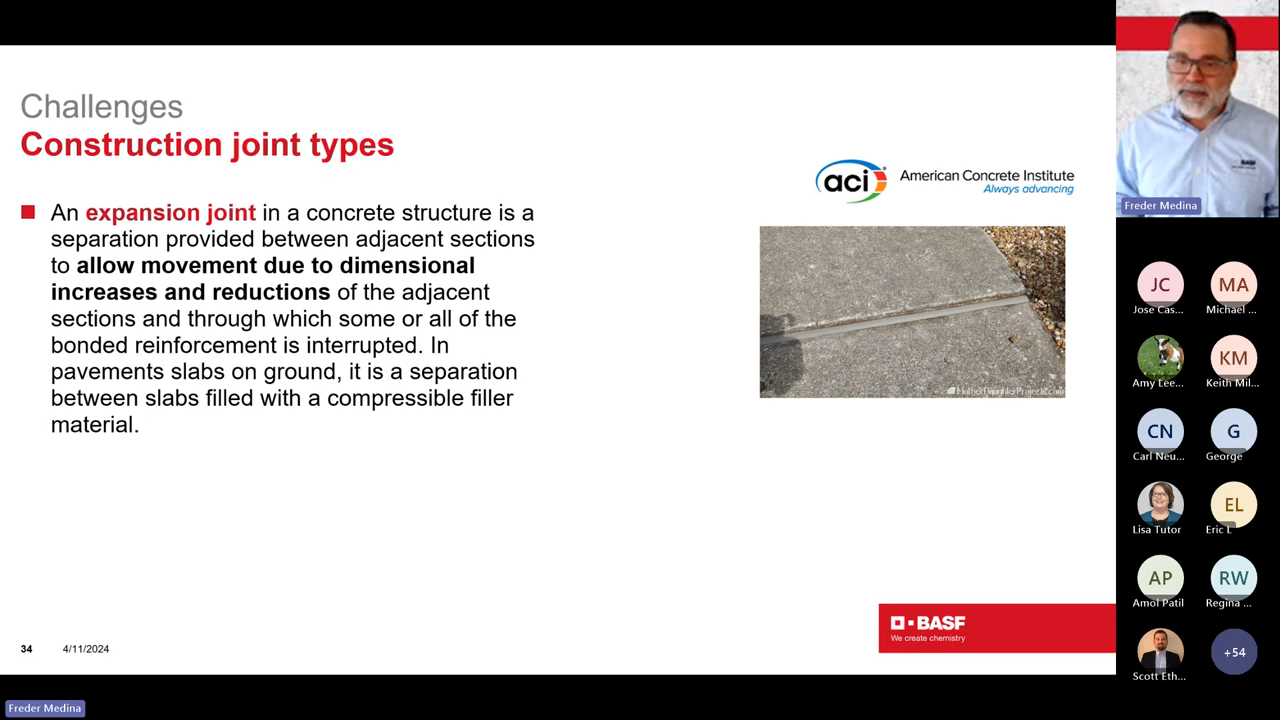 Challenges
Construction joint types
An expansion joint in a concrete structure is a
separation provided between adjacent sections
to allow movement due to dimensional
increases and reductions of the adjacent
sections and through which some or all of the
bonded reinforcement is interrupted. In
pavements slabs on ground, it is a separation
between slabs filled with a compressible filler
material.
aci
American Concrete Institute
Always advancing
MotherDaughterProjects.com
BASF
We create chemistry
34
4/11/2024
Freder Medina
BASF
Freder Medina
JC
Jose Cas...
MA
Michael ...
Amy Lee...
KM
Keith Mil...
CN
Carl Neu...
G
George
Lisa Tutor
EL
Eric L
AP
Amol Patil
RW
Regina ...
Scott Eth...
+54